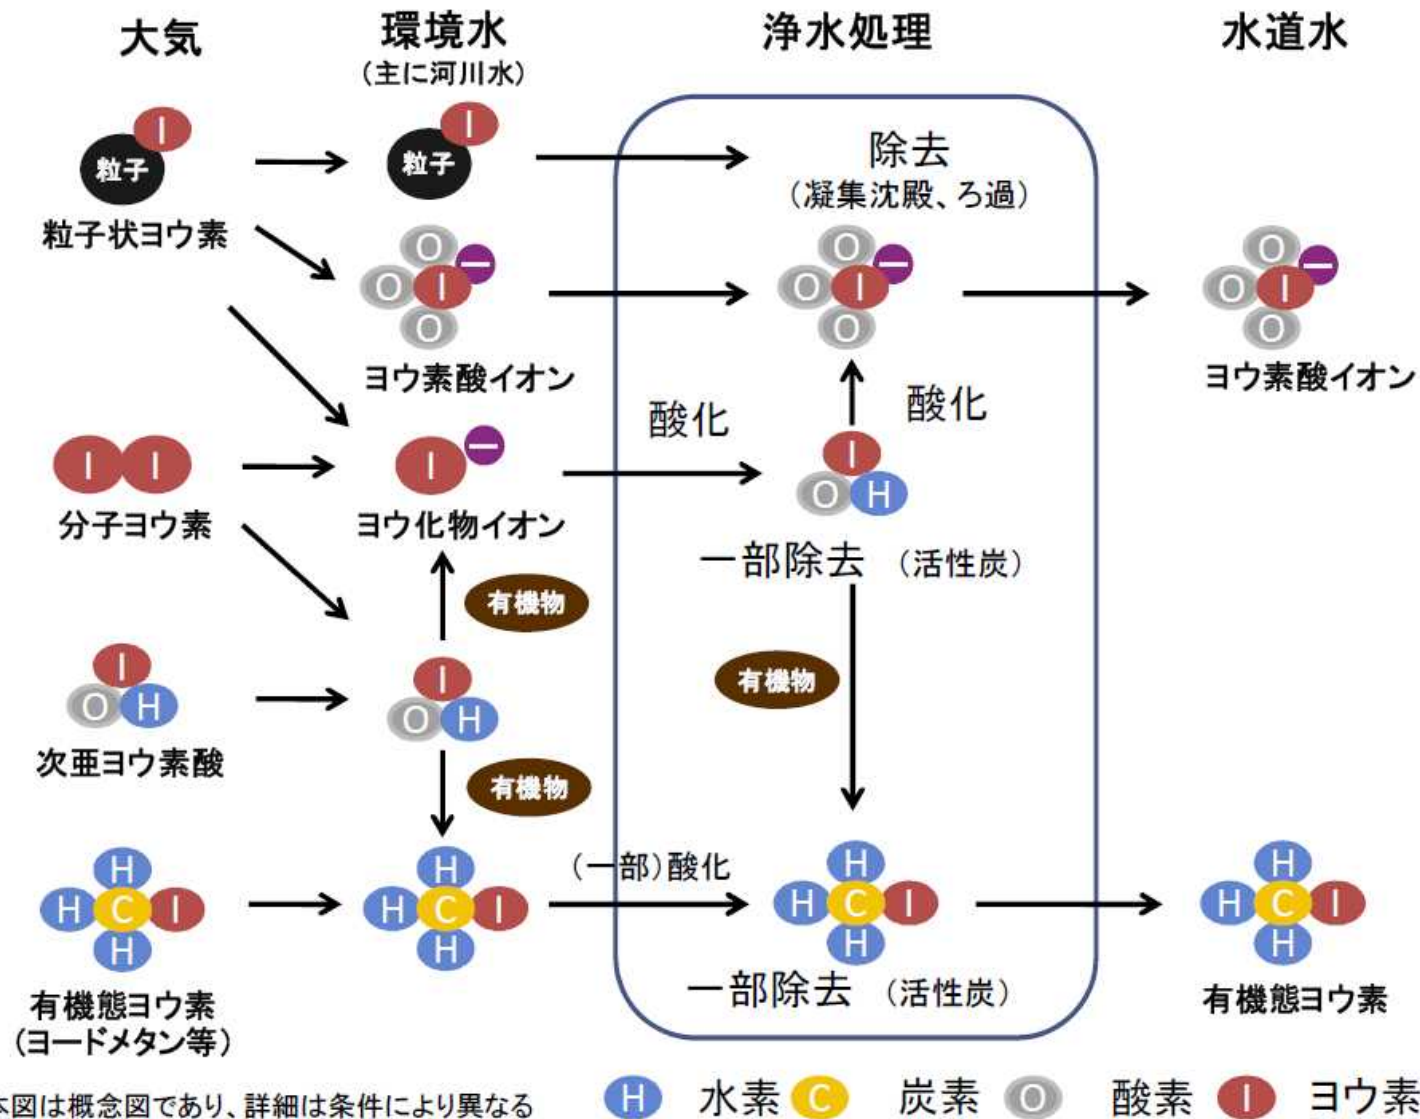 大気
環境水
(主に河川水)
浄水処理
水道水
I
粒子
粒子状ヨウ素
I
粒子
除去
(凝集沈殿、ろ過)
O
O
I
O
−
ヨウ素酸イオン
O
O
I
O
−
O
O
I
O
−
ヨウ素酸イオン
酸化
酸化
I I
分子ヨウ素
I
−
ヨウ化物イオン
I
O H
一部除去 (活性炭)
有機物
有機物
I
O H
次亜ヨウ素酸
I
O H
有機物
(一部)酸化
H
H C I
H
有機態ヨウ素
(ヨードメタン等)
H
H C I
H
H
H C I
H
一部除去 (活性炭)
H
H C I
H
有機態ヨウ素
本図は概念図であり、詳細は条件により異なる
H 水素 C 炭素 O 酸素 I ヨウ素